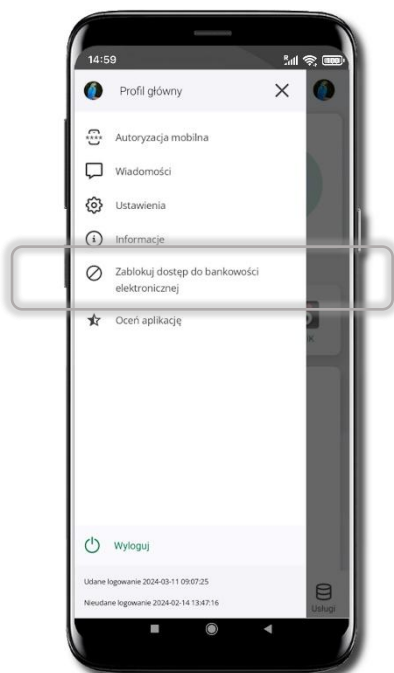 14:59
Profil główny
Autoryzacja mobilna
Wiadomości
Ustawienia
Informacje
Zablokuj dostęp do bankowości
elektronicznej
Oceń aplikację
Wyloguj
Udane logowanie 2024-03-11 09:07:25
Nieudane logowanie 2024-02-14 13:47:16
Usługi